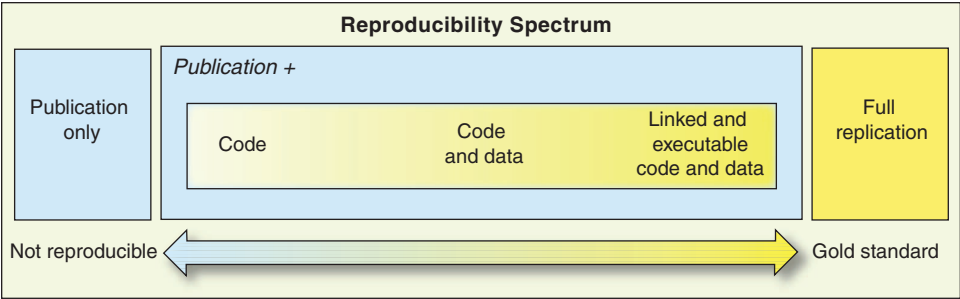 Reproducibility Spectrum
Publication
only
Publication +
Code
Code
and data
Linked and
executable
code and data
Full
replication
Not reproducible
Gold standard